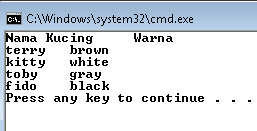 C:\Windows\system32\cmd.exe
Nama Kucing Warna
terry brown
kitty white
toby gray
fido black
Press any key to continue . . .